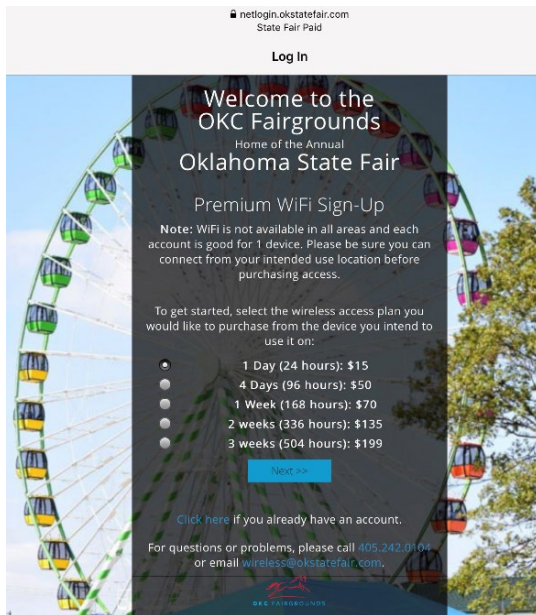 netlogin.okstatefair.com
State Fair Paid
Log In
Welcome to the
OKC Fairgrounds
Home of the Annual
Oklahoma State Fair
Premium WiFi Sign-Up
Note: WiFi is not available in all areas and each
account is good for 1 device. Please be sure you can
connect from your intended use location before
purchasing access.
To get started, select the wireless access plan you
would like to purchase from the device you intend to
use it on:
1 Day (24 hours): $15
4 Days (96 hours): $50
1 Week (168 hours): $70
2 weeks (336 hours): $135
3 weeks (504 hours): $199
Next >>
Click here if you already have an account.
For questions or problems, please call 405.242.0104
or email wireless@okstatefair.com.
OKC FAIRGROUNDS